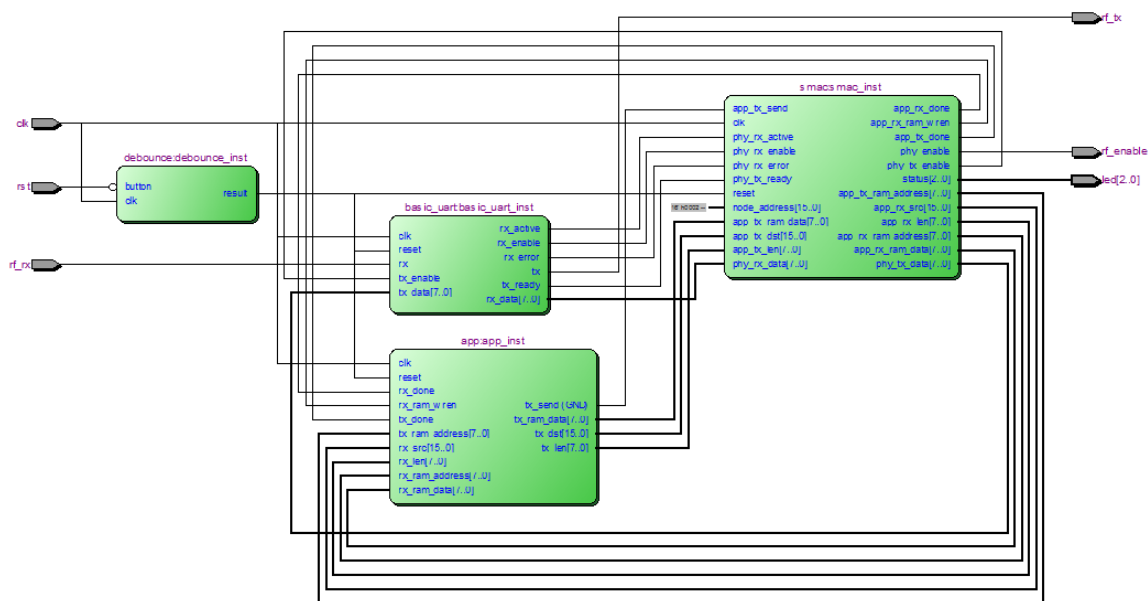 rf_tx
smac:smac_inst
app_tx_send
app_rx_done
clk
app_rx_ram_wren
phy_rx_active
app_tx_done
phy_rx_enable
phy_enable
phy_rx_error
phy_tx_enable
phy_tx_ready
status[2..0]
reset
app_tx_ram_address[7..0]
node_address[15..0]
app_rx_src[15..0]
app_tx_ram_data[7..0]
app_rx_len[7..0]
app_tx_dst[15..0]
app_rx_ram_address[7..0]
app_tx_len[7..0]
app_rx_ram_data[7..0]
phy_rx_data[7..0]
phy_tx_data[7..0]
clk
rf_enable
led[2..0]
debounce:debounce_inst
rst
button
result
clk
basic_uart:basic_uart_inst
rx_active
clk
rx_enable
reset
rx_error
rf_rx
rx
tx
tx_enable
tx_ready
tx_data[7..0]
rx_data[7..0]
app:app_inst
clk
reset
rx_done
rx_ram_wren
tx_send (GND)
tx_done
tx_ram_data[7..0]
tx_ram_address[7..0]
tx_dst[15..0]
rx_src[15..0]
tx_len[7..0]
rx_len[7..0]
rx_ram_address[7..0]
rx_ram_data[7..0]